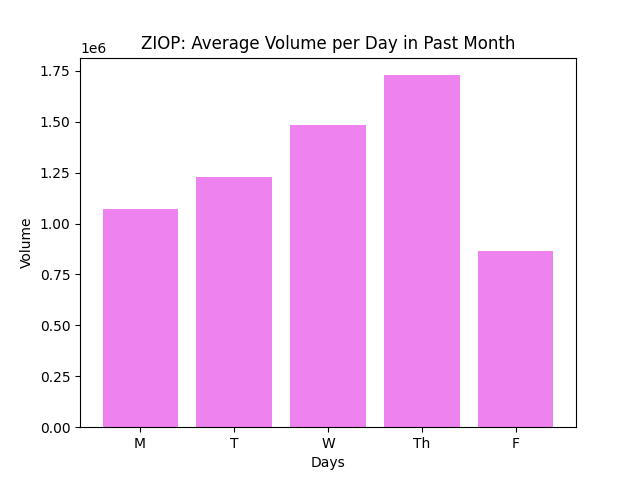 ZIOP: Average Volume per Day in Past Month
1e6
1.75
1.50
1.25
1.00
0.75
0.50
0.25
0.00
Volume
M T W Th F
Days